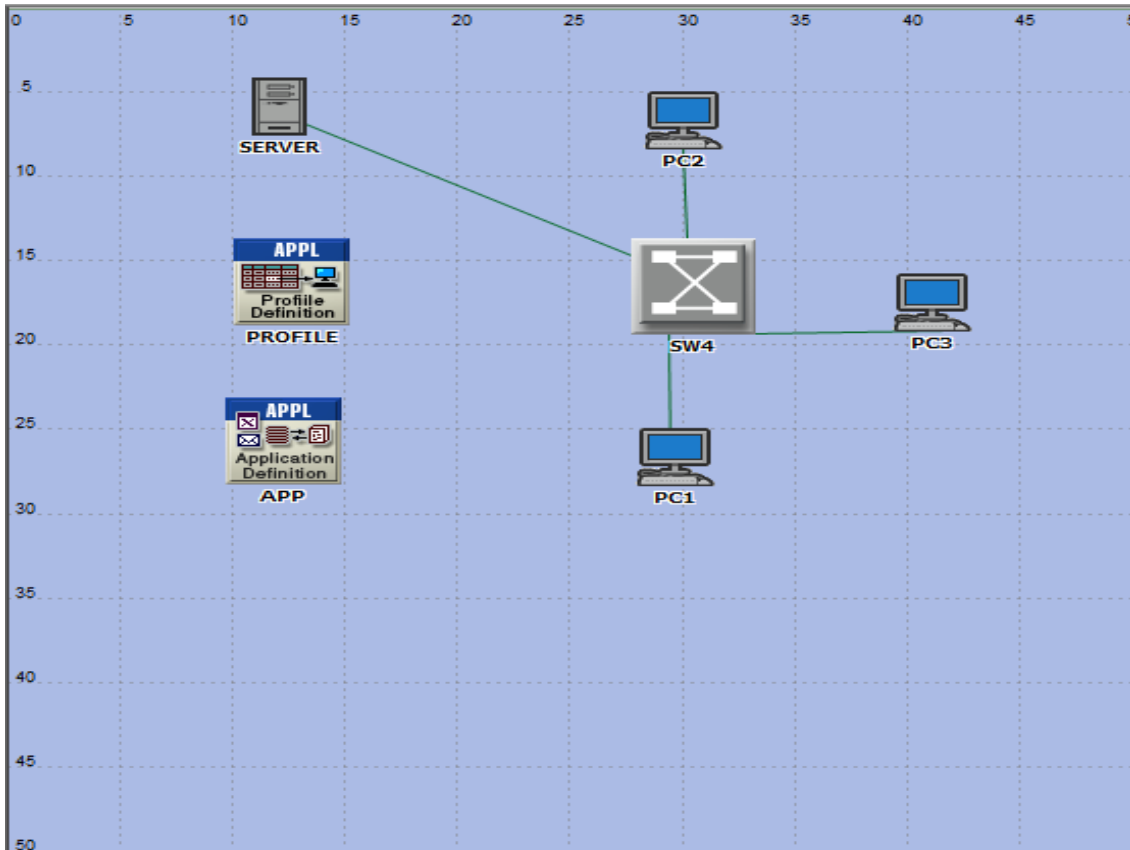 0 5 10 15 20 25 30 35 40 45
5
SERVER
PC2
10
15
APPL
Profiile
Definition
PROFILE
SW4
PC3
20
25
APPL
Application
Definition
APP
PC1
30
35
40
45
50